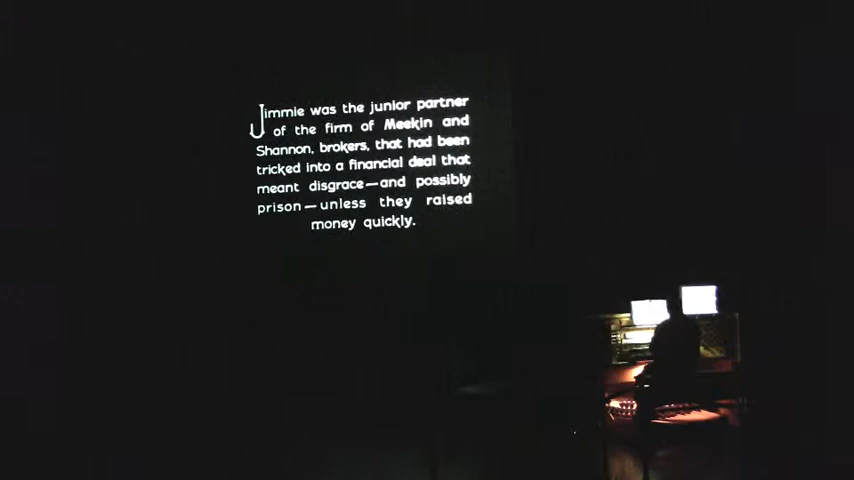 Jimmie was the junior partner
of the firm of Meekin and
Shannon, brokers, that had been
tricked into a financial deal that
meant disgrace—and possibly
prison—unless they raised
money quickly.